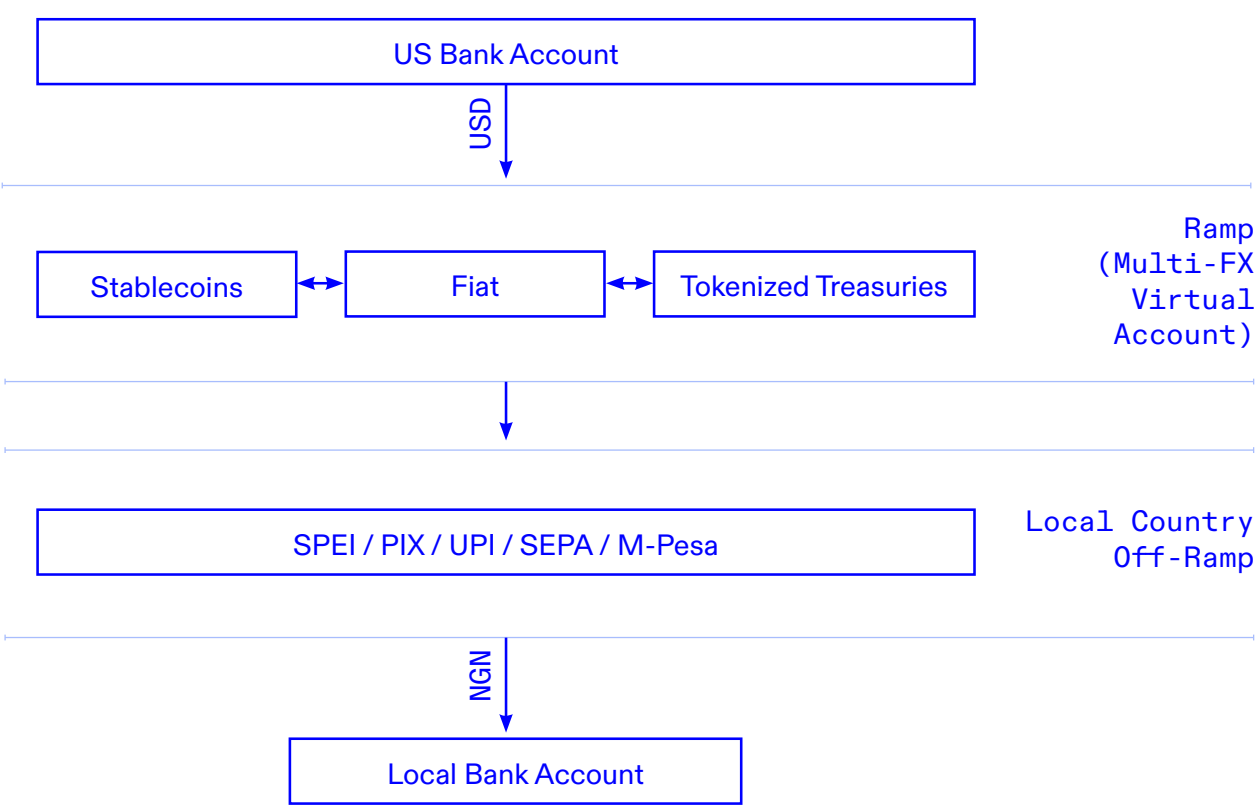 US Bank Account
USD
Ramp
(Multi-FX
Virtual
Account)
Stablecoins
Fiat
Tokenized Treasuries
SPEI / PIX / UPI / SEPA / M-Pesa
Local Country
Off-Ramp
NGN
Local Bank Account